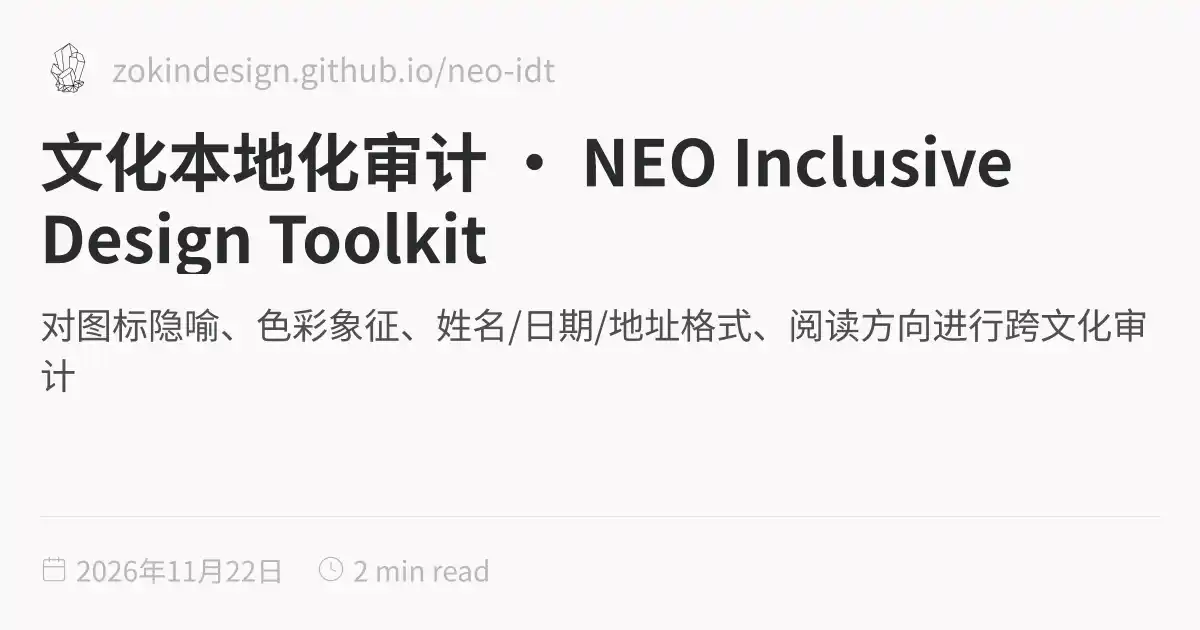 zokindesign.github.io/neo-idt
文化本地化审计 · NEO Inclusive
Design Toolkit
对图标隐喻、色彩象征、姓名/日期/地址格式、阅读方向进行跨文化审
计
2026年11月22日 2 min read